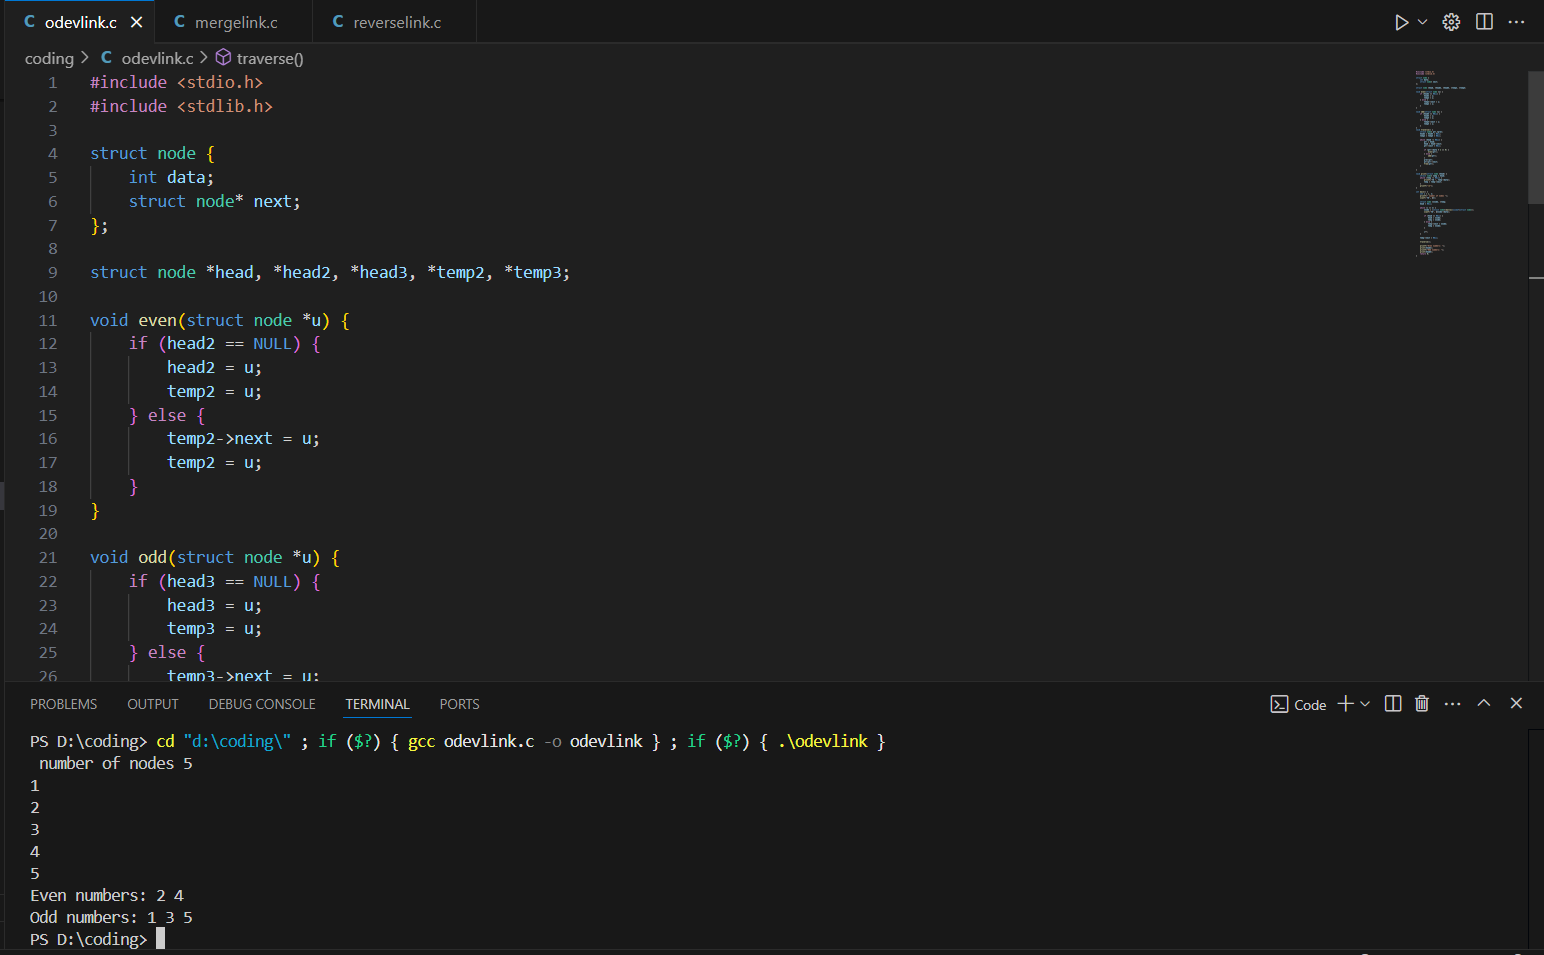 C odevlink.c
C mergelink.c
C reverselink.c
coding > C odevlink.c > traverse()
1 #include <stdio.h>
2 #include <stdlib.h>
3
4 struct node {
5 int data;
6 struct node* next;
7 };
8
9 struct node *head, *head2, *head3, *temp2, *temp3;
10
11 void even(struct node *u) {
12 if (head2 == NULL) {
13 head2 = u;
14 temp2 = u;
15 } else {
16 temp2->next = u;
17 temp2 = u;
18 }
19 }
20
21 void odd(struct node *u) {
22 if (head3 == NULL) {
23 head3 = u;
24 temp3 = u;
25 } else {
26 temp3->next = u;
PROBLEMS OUTPUT DEBUG CONSOLE TERMINAL PORTS Code
PS D:\coding> cd "d:\coding\" ; if ($?) { gcc odevlink.c -o odevlink } ; if ($?) { .\odevlink }
number of nodes 5
1
2
3
4
5
Even numbers: 2 4
Odd numbers: 1 3 5
PS D:\coding>